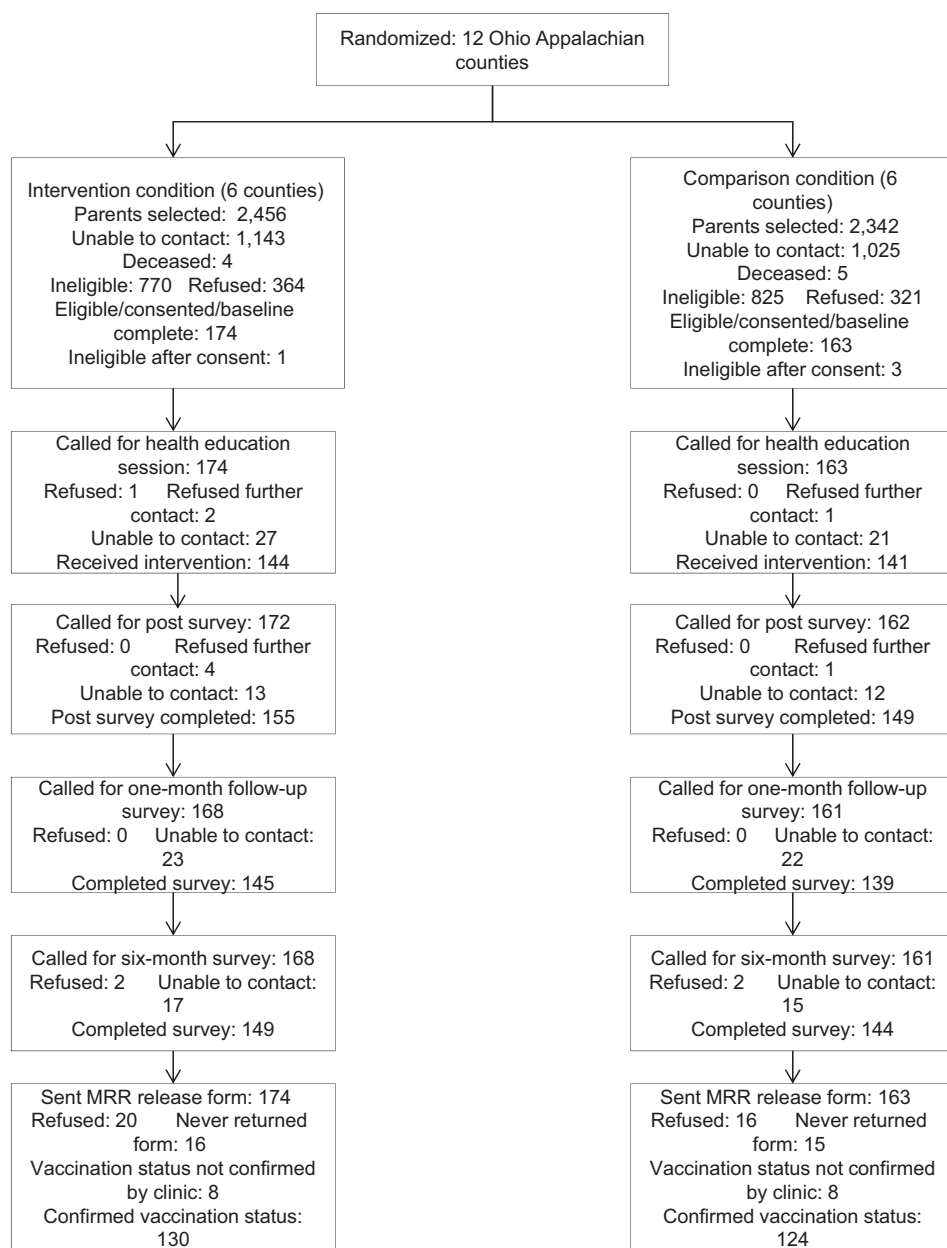 Randomized: 12 Ohio Appalachian
counties
Intervention condition (6 counties)
Parents selected: 2,456
Unable to contact: 1,143
Deceased: 4
Ineligible: 770 Refused: 364
Eligible/consented/baseline
complete: 174
Ineligible after consent: 1
Comparison condition (6
counties)
Parents selected: 2,342
Unable to contact: 1,025
Deceased: 5
Ineligible: 825 Refused: 321
Eligible/consented/baseline
complete: 163
Ineligible after consent: 3
Called for health education
session: 174
Refused: 1 Refused further
contact: 2
Unable to contact: 27
Received intervention: 144
Called for health education
session: 163
Refused: 0 Refused further
contact: 1
Unable to contact: 21
Received intervention: 141
Called for post survey: 172
Refused: 0 Refused further
contact: 4
Unable to contact: 13
Post survey completed: 155
Called for post survey: 162
Refused: 0 Refused further
contact: 1
Unable to contact: 12
Post survey completed: 149
Called for one-month follow-up
survey: 168
Refused: 0 Unable to contact:
23
Completed survey: 145
Called for one-month follow-up
survey: 161
Refused: 0 Unable to contact:
22
Completed survey: 139
Called for six-month survey: 168
Refused: 2 Unable to contact:
17
Completed survey: 149
Called for six-month survey: 161
Refused: 2 Unable to contact:
15
Completed survey: 144
Sent MRR release form: 174
Refused: 20 Never returned
form: 16
Vaccination status not confirmed
by clinic: 8
Confirmed vaccination status:
130
Sent MRR release form: 163
Refused: 16 Never returned
form: 15
Vaccination status not confirmed
by clinic: 8
Confirmed vaccination status:
124